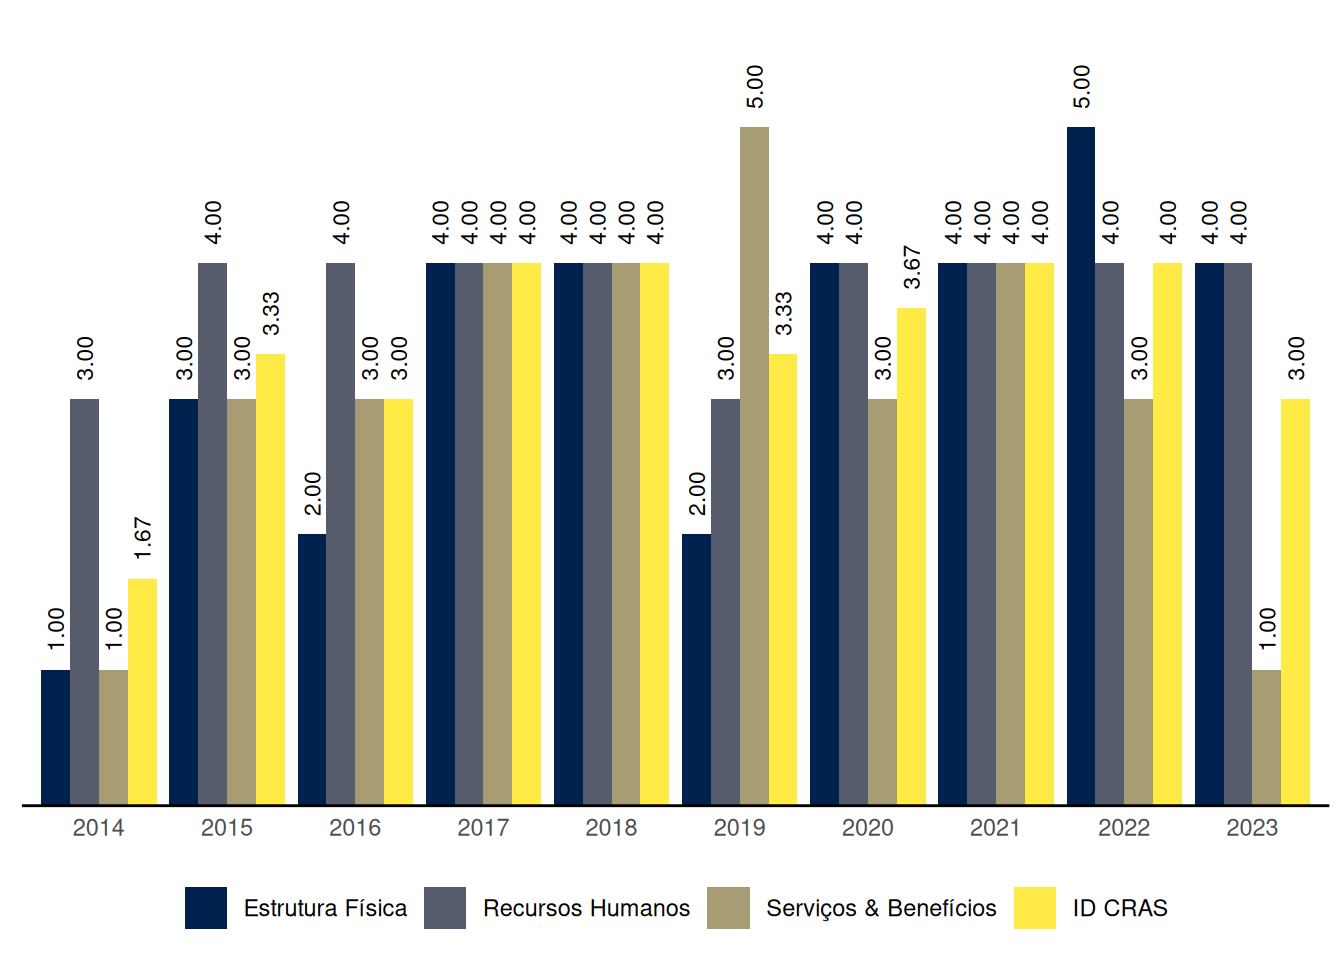 5.00 5.00
4.00 4.00 4.00 4.00 4.00 4.00 4.00 4.00 4.00 4.00 4.00 4.00 4.00 4.00 4.00 4.00 4.00 4.00 4.00 4.00
3.67
3.33 3.33
3.00 3.00 3.00 3.00 3.00 3.00 3.00 3.00 3.00
2.00 2.00
1.67
1.00 1.00 1.00
2014 2015 2016 2017 2018 2019 2020 2021 2022 2023
Estrutura Física Recursos Humanos Serviços & Benefícios ID CRAS